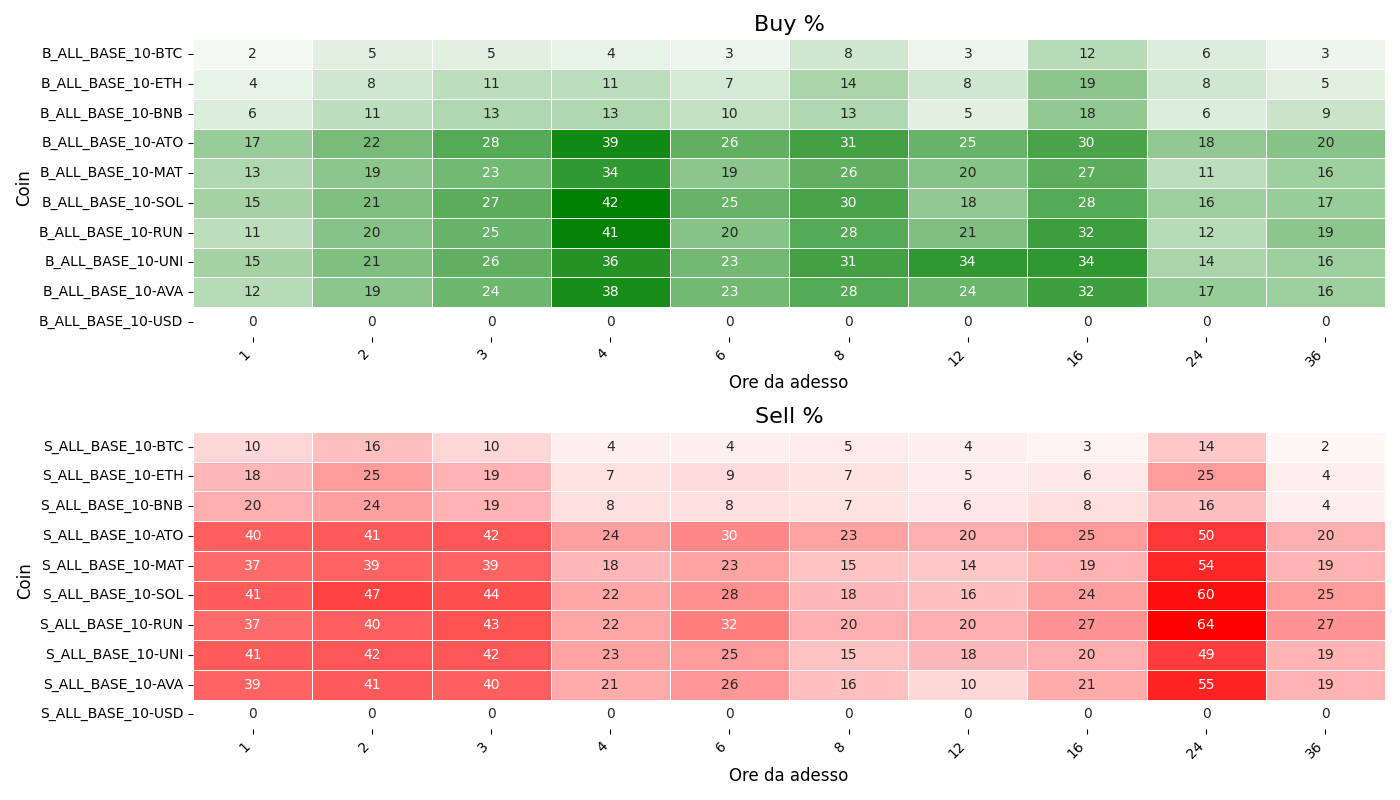 Buy %
Coin
B_ALL_BASE_10-BTC 2 5 5 4 3 8 3 12 6 3
B_ALL_BASE_10-ETH 4 8 11 11 7 14 8 19 8 5
B_ALL_BASE_10-BNB 6 11 13 13 10 13 5 18 6 9
B_ALL_BASE_10-ATO 17 22 28 39 26 31 25 30 18 20
B_ALL_BASE_10-MAT 13 19 23 34 19 26 20 27 11 16
B_ALL_BASE_10-SOL 15 21 27 42 25 30 18 28 16 17
B_ALL_BASE_10-RUN 11 20 25 41 20 28 21 32 12 19
B_ALL_BASE_10-UNI 15 21 26 36 23 31 34 34 14 16
B_ALL_BASE_10-AVA 12 19 24 38 23 28 24 32 17 16
B_ALL_BASE_10-USD 0 0 0 0 0 0 0 0 0 0
1 2 3 4 6 8 12 16 24 36
Ore da adesso
Sell %
Coin
S_ALL_BASE_10-BTC 10 16 10 4 4 5 4 3 14 2
S_ALL_BASE_10-ETH 18 25 19 7 9 7 5 6 25 4
S_ALL_BASE_10-BNB 20 24 19 8 8 7 6 8 16 4
S_ALL_BASE_10-ATO 40 41 42 24 30 23 20 25 50 20
S_ALL_BASE_10-MAT 37 39 39 18 23 15 14 19 54 19
S_ALL_BASE_10-SOL 41 47 44 22 28 18 16 24 60 25
S_ALL_BASE_10-RUN 37 40 43 22 32 20 20 27 64 27
S_ALL_BASE_10-UNI 41 42 42 23 25 15 18 20 49 19
S_ALL_BASE_10-AVA 39 41 40 21 26 16 10 21 55 19
S_ALL_BASE_10-USD 0 0 0 0 0 0 0 0 0 0
1 2 3 4 6 8 12 16 24 36
Ore da adesso